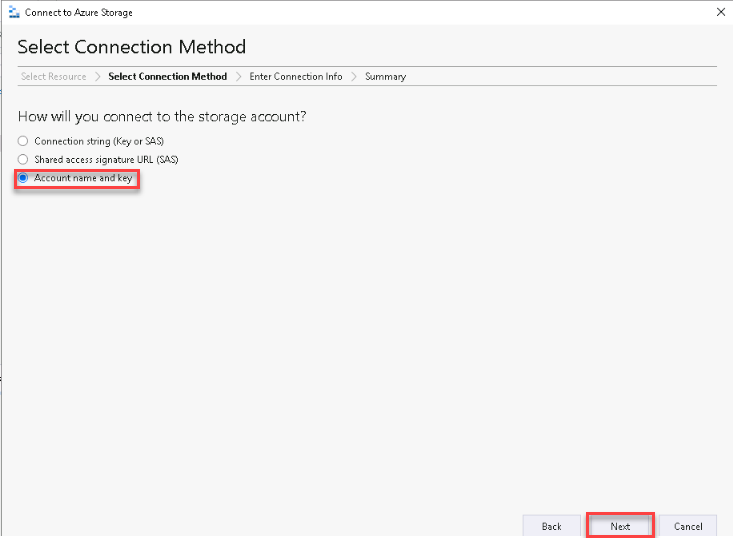 Connect to Azure Storage
Select Connection Method
Select Resource Select Connection Method Enter Connection Info Summary
How will you connect to the storage account?
Connection string (Key or SAS)
Shared access signature URL (SAS)
Account name and key
Back Next Cancel